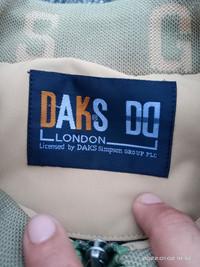 S G
DAKS DD
LONDON
Licensed by DAKS Simpson GROUP PLC